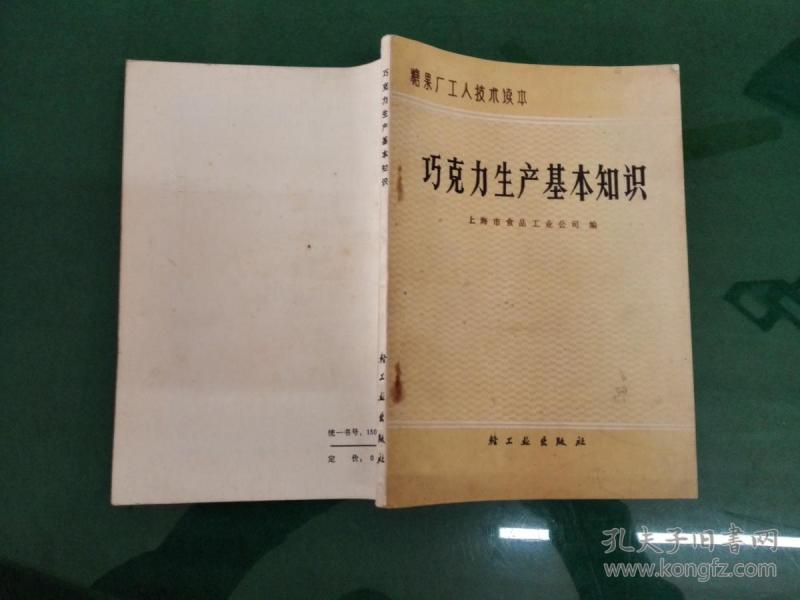 糖果厂工人技术读本
巧克力生产基本知识
上海市食品工业公司 编
轻工业出版社
巧克力生产基本知识
轻工业出版社
统一书号：150
定价：0
孔夫子旧书网
www.kongfz.com